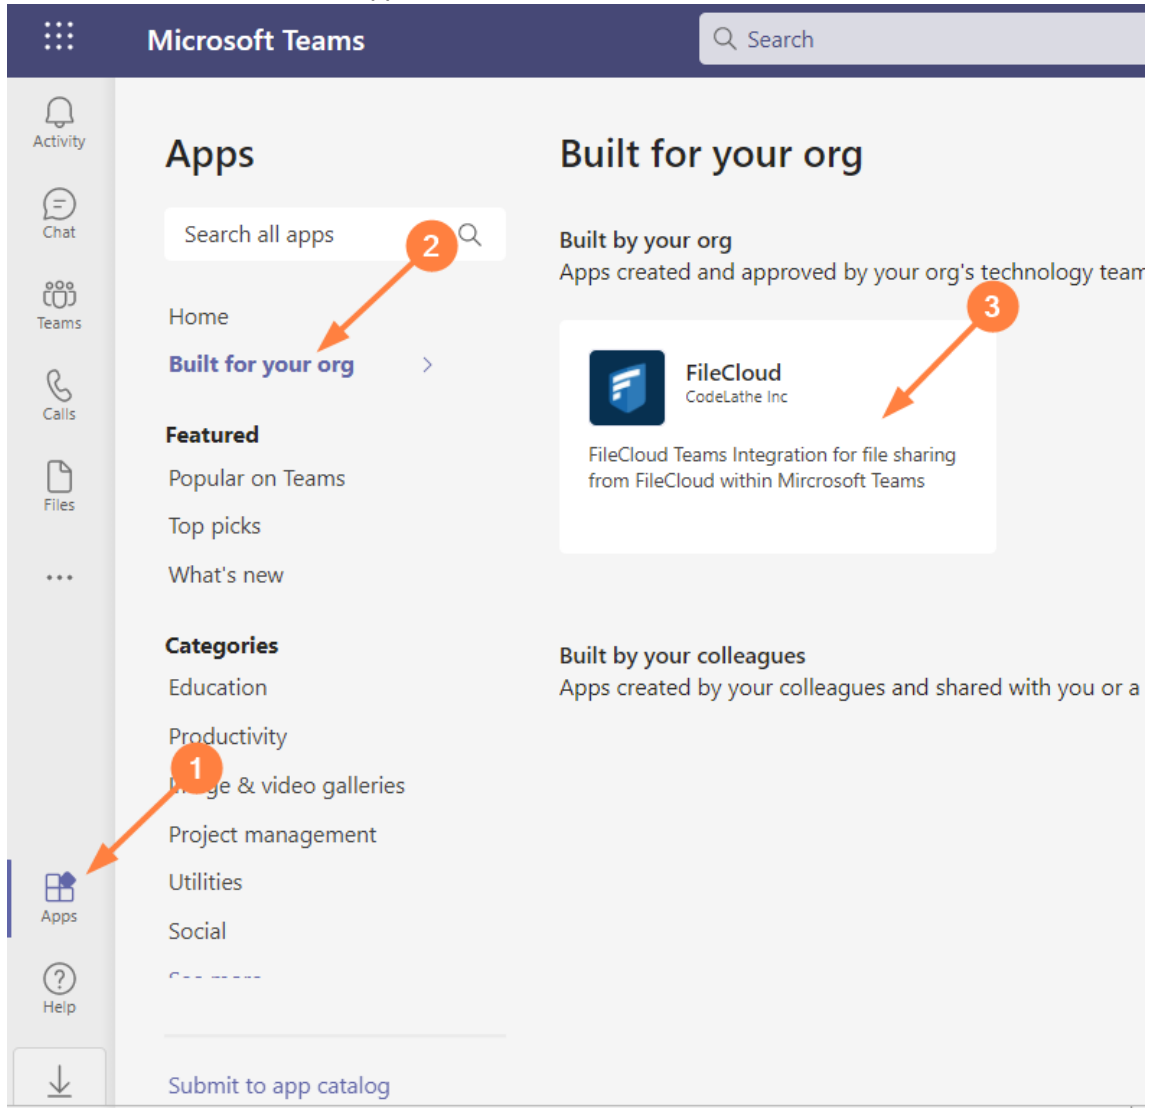 Microsoft Teams
Search
Activity
Chat
Teams
Calls
Files
Apps
Help
Apps
Search all apps
2
Home
Built for your org
Featured
Popular on Teams
Top picks
What's new
Categories
Education
Productivity
1
Image & video galleries
Project management
Utilities
Social
See more
Submit to app catalog
Built for your org
Built by your org
Apps created and approved by your org's technology team
3
FileCloud
CodeLathe Inc
FileCloud Teams Integration for file sharing
from FileCloud within Mircrosoft Teams
Built by your colleagues
Apps created by your colleagues and shared with you or a